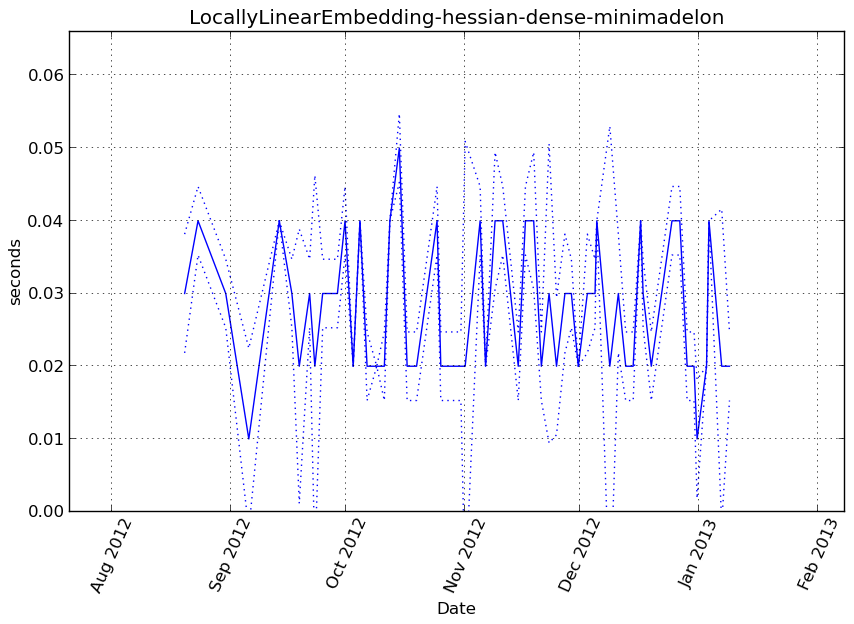 LocallyLinearEmbedding-hessian-dense-minimadelon
0.06
0.05
0.04
0.03
0.02
0.01
0.00
seconds
Aug 2012
Sep 2012
Oct 2012
Nov 2012
Dec 2012
Jan 2013
Feb 2013
Date